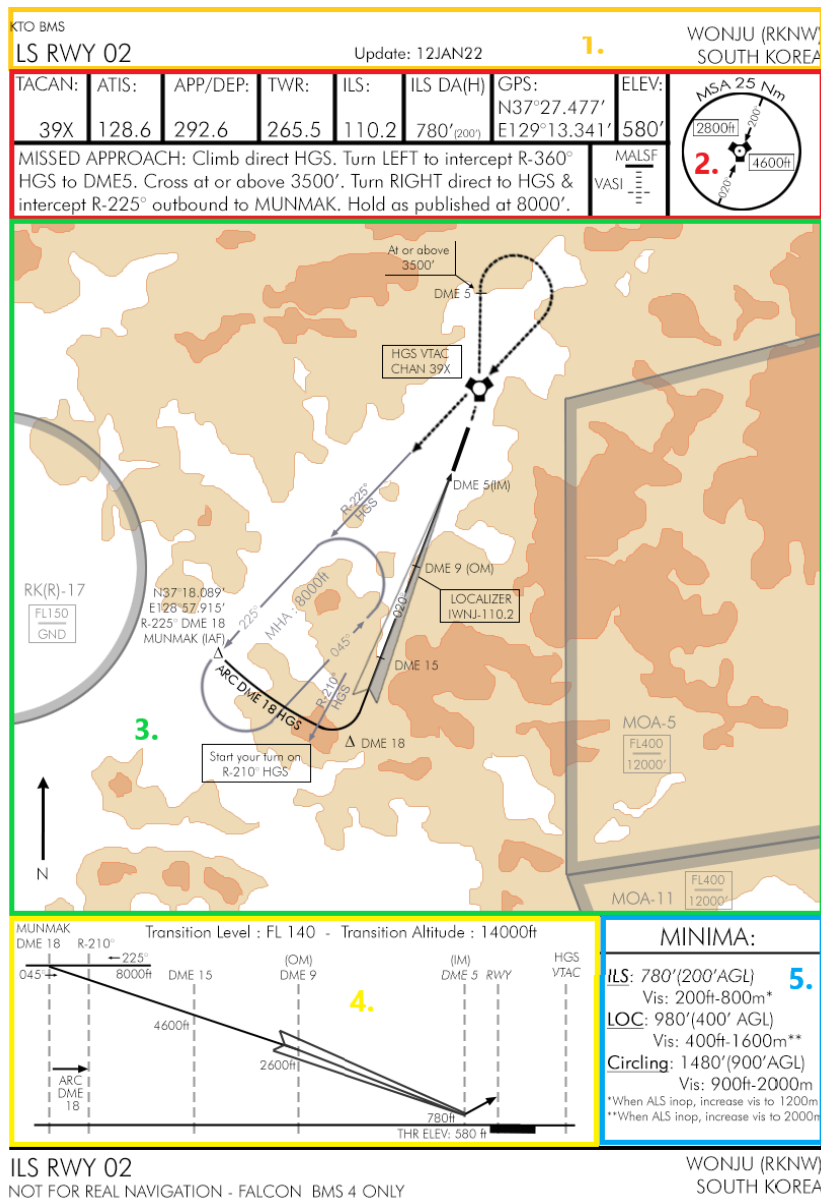 KTO BMS
LS RWY 02
Update: 12JAN22
1.
WONJU (RKNW)
SOUTH KOREA
TACAN:
39X
ATIS:
128.6
APP/DEP:
292.6
TWR:
265.5
ILS:
110.2
ILS DA(H)
780'(200')
GPS:
N37°27.477'
E129°13.341'
ELEV:
580'
MSA 25 Nm
2800ft
200°
4600ft
020°
2.
MISSED APPROACH: Climb direct HGS. Turn LEFT to intercept R-360°
HGS to DME5. Cross at or above 3500'. Turn RIGHT direct to HGS &
intercept R-225° outbound to MUNMAK. Hold as published at 8000'.
MALSF
VASI
At or above
3500'
DME 5
HGS VTAC
CHAN 39X
DME 5(IM)
R-225°
HGS
DME 9 (OM)
LOCALIZER
IWNJ-110.2
020°
RK(R)-17
FL150
GND
N37°18.089'
E128°57.915'
R-225° DME 18
MUNMAK (IAF)
225°
MHA : 8000ft
045°
DME 15
ARC DME 18 HGS
R-210°
HGS
DME 18
Start your turn on
R-210° HGS
3.
MOA-5
FL400
12000'
N
MOA-11
FL400
12000'
MUNMAK
DME 18
R-210°
Transition Level : FL 140 - Transition Altitude : 14000ft
225°
045°
8000ft
DME 15
(OM)
DME 9
(IM)
DME 5
RWY
HGS
VTAC
4.
4600ft
2600ft
ARC
DME
18
780ft
THR ELEV: 580 ft
MINIMA:
5.
ILS: 780'(200'AGL)
Vis: 200ft-800m*
LOC: 980'(400' AGL)
Vis: 400ft-1600m**
Circling: 1480'(900'AGL)
Vis: 900ft-2000m
*When ALS inop, increase vis to 1200m
**When ALS inop, increase vis to 2000m
ILS RWY 02
NOT FOR REAL NAVIGATION - FALCON BMS 4 ONLY
WONJU (RKNW)
SOUTH KOREA